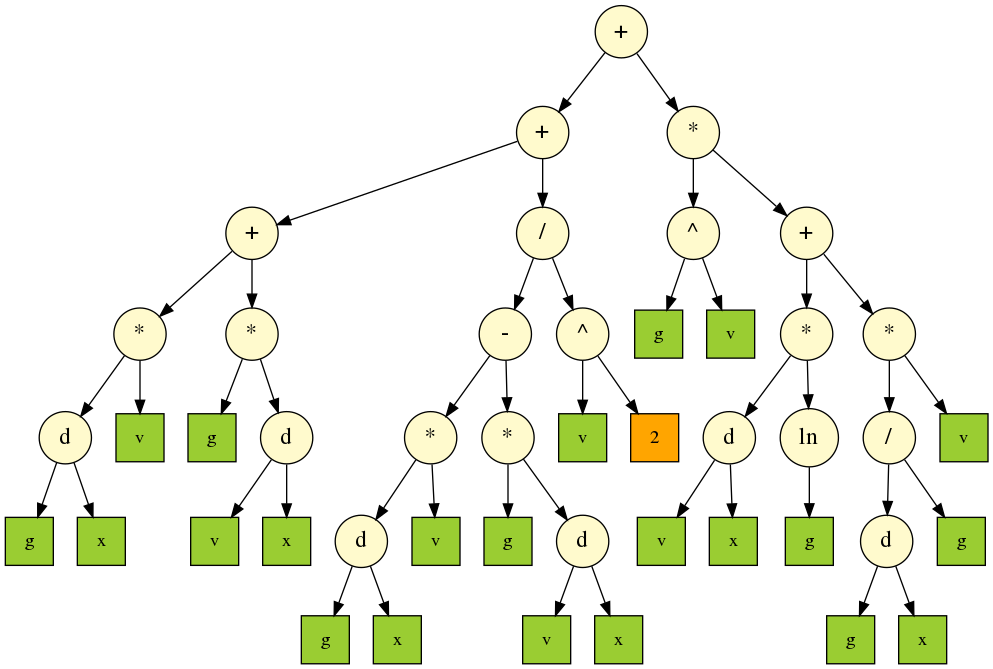 +
+ *
+ / ^ +
* * - ^ g v * *
d v g d * * v 2 d ln / v
g x v x d v g d v x g d g
g x v x g x